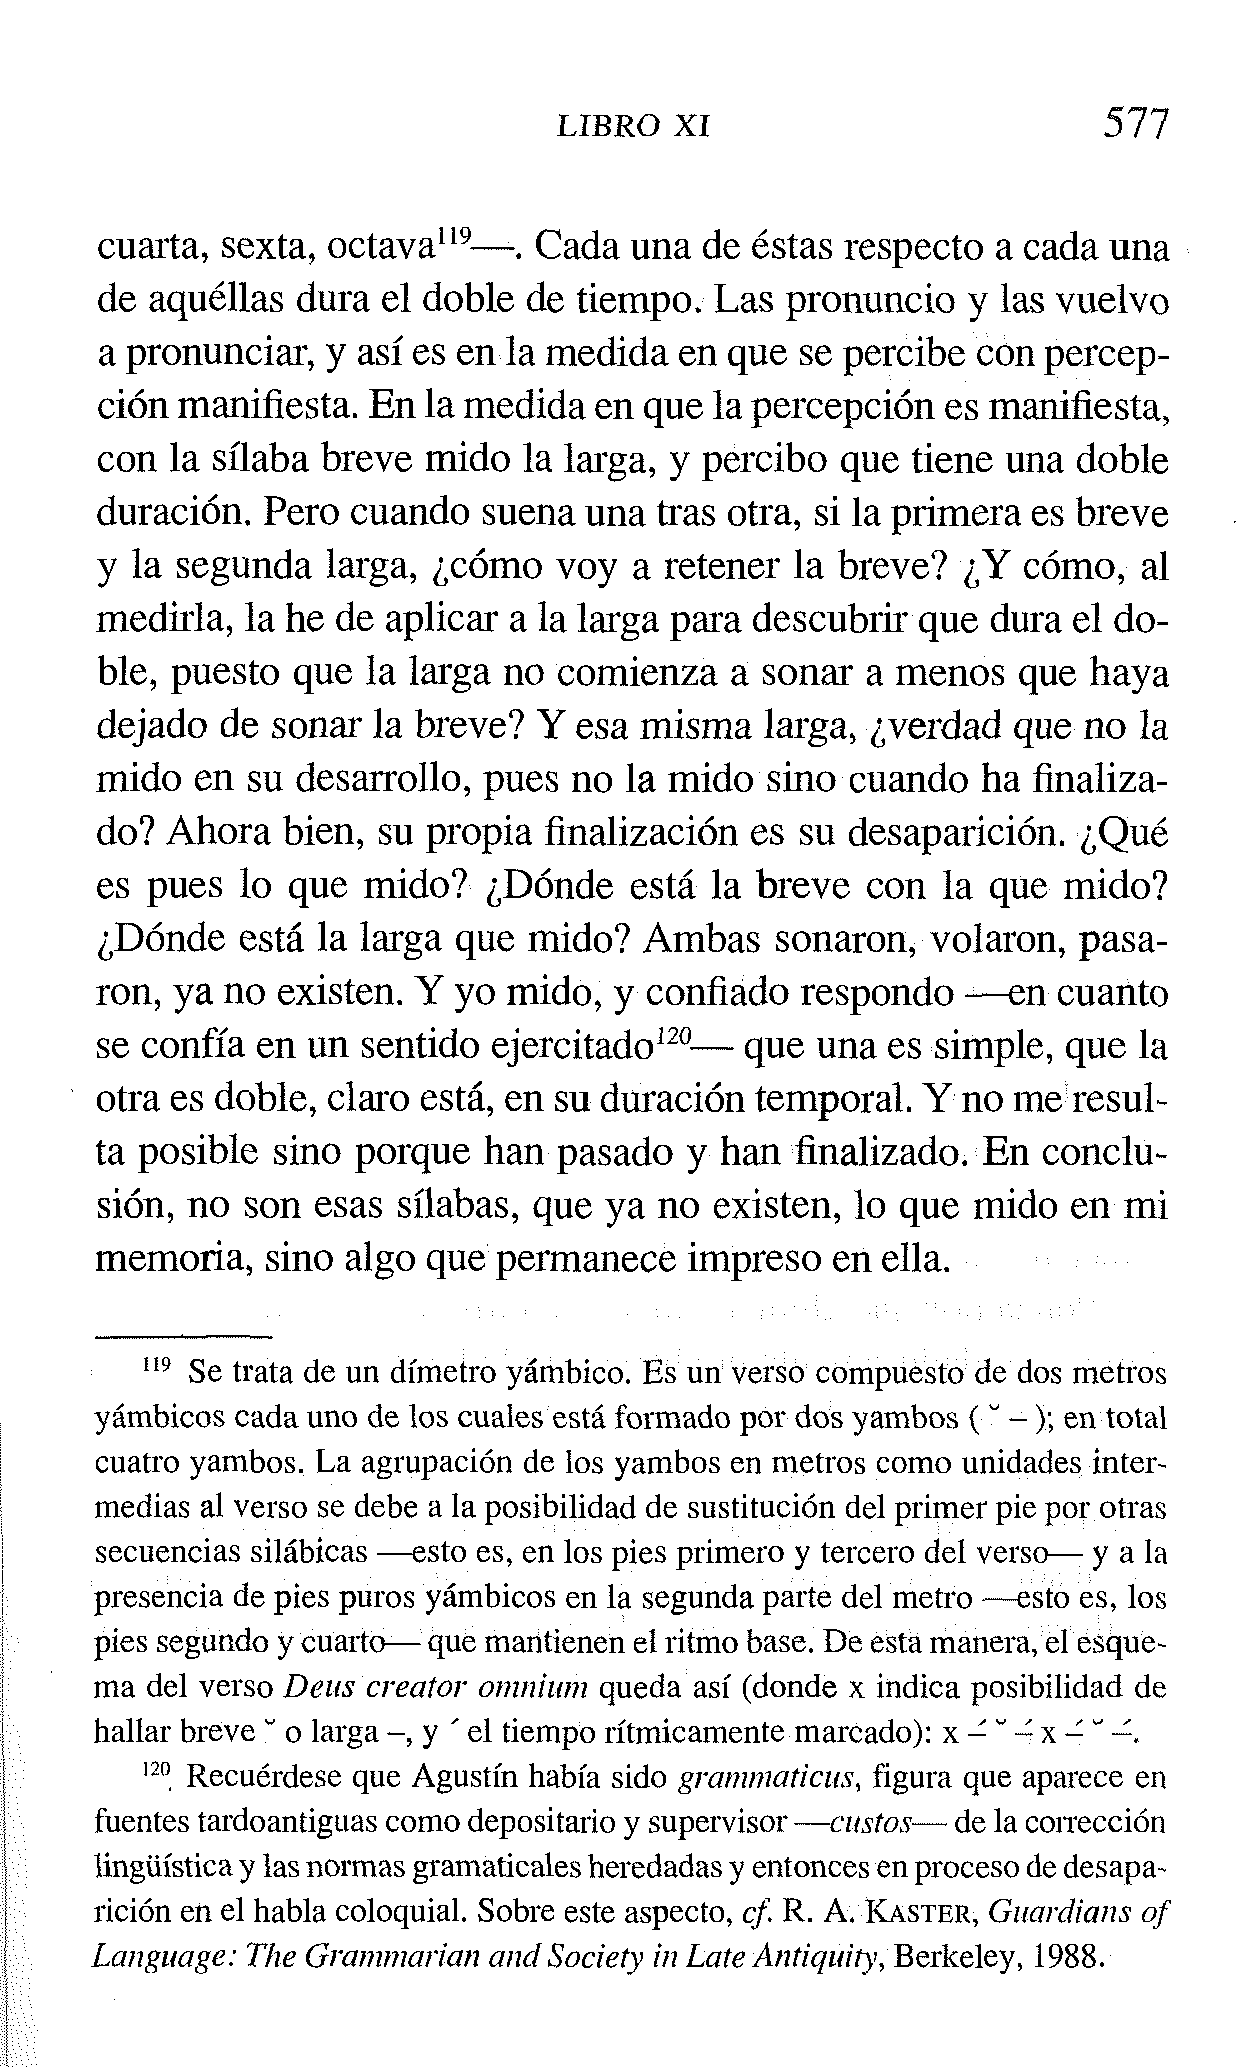 LIBRO XI 577
cuarta, sexta, octava¹¹⁹—. Cada una de éstas respecto a cada una
de aquéllas dura el doble de tiempo. Las pronuncio y las vuelvo
a pronunciar, y así es en la medida en que se percibe con percep-
ción manifiesta. En la medida en que la percepción es manifiesta,
con la sílaba breve mido la larga, y percibo que tiene una doble
duración. Pero cuando suena una tras otra, si la primera es breve
y la segunda larga, ¿cómo voy a retener la breve? ¿Y cómo, al
medirla, la he de aplicar a la larga para descubrir que dura el do-
ble, puesto que la larga no comienza a sonar a menos que haya
dejado de sonar la breve? Y esa misma larga, ¿verdad que no la
mido en su desarrollo, pues no la mido sino cuando ha finaliza-
do? Ahora bien, su propia finalización es su desaparición. ¿Qué
es pues lo que mido? ¿Dónde está la breve con la que mido?
¿Dónde está la larga que mido? Ambas sonaron, volaron, pasa-
ron, ya no existen. Y yo mido, y confiado respondo —en cuanto
se confía en un sentido ejercitado¹²⁰— que una es simple, que la
otra es doble, claro está, en su duración temporal. Y no me resul-
ta posible sino porque han pasado y han finalizado. En conclu-
sión, no son esas sílabas, que ya no existen, lo que mido en mi
memoria, sino algo que permanece impreso en ella.
¹¹⁹ Se trata de un dímetro yámbico. Es un verso compuesto de dos metros
yámbicos cada uno de los cuales está formado por dos yambos ( ˘ – ); en total
cuatro yambos. La agrupación de los yambos en metros como unidades inter-
medias al verso se debe a la posibilidad de sustitución del primer pie por otras
secuencias silábicas —esto es, en los pies primero y tercero del verso— y a la
presencia de pies puros yámbicos en la segunda parte del metro —esto es, los
pies segundo y cuarto— que mantienen el ritmo base. De esta manera, el esque-
ma del verso Deus creator omnium queda así (donde x indica posibilidad de
hallar breve ˘ o larga –, y ´ el tiempo rítmicamente marcado): x –́ ˘ –́ x –́ ˘ –́.
¹²⁰ Recuérdese que Agustín había sido grammaticus, figura que aparece en
fuentes tardoantiguas como depositario y supervisor —custos— de la corrección
lingüística y las normas gramaticales heredadas y entonces en proceso de desapa-
rición en el habla coloquial. Sobre este aspecto, cf. R. A. KASTER, Guardians of
Language: The Grammarian and Society in Late Antiquity, Berkeley, 1988.